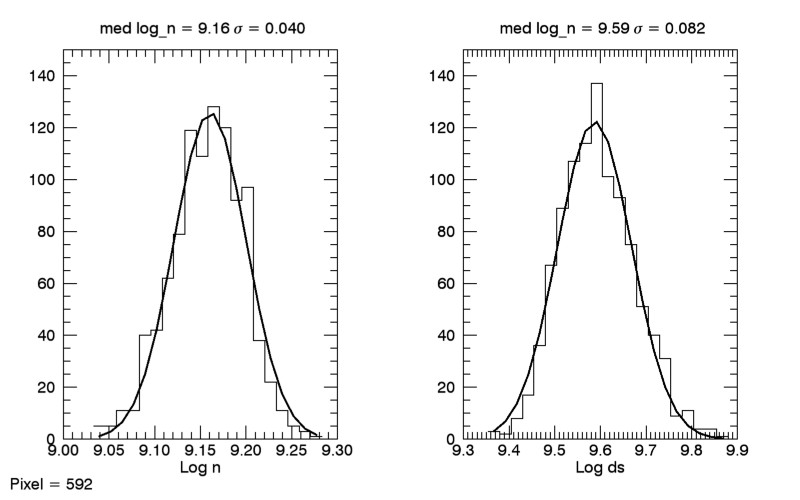 med log_n = 9.16 σ = 0.040
140
120
100
80
60
40
20
0
9.00 9.05 9.10 9.15 9.20 9.25 9.30
Log n
med log_n = 9.59 σ = 0.082
140
120
100
80
60
40
20
0
9.3 9.4 9.5 9.6 9.7 9.8 9.9
Log ds
Pixel = 592